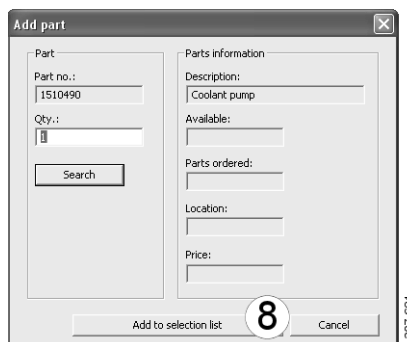 Add part
Part
Part no.:
1510490
Qty.:
1
Search
Parts information
Description:
Coolant pump
Available:
Parts ordered:
Location:
Price:
Add to selection list
8
Cancel